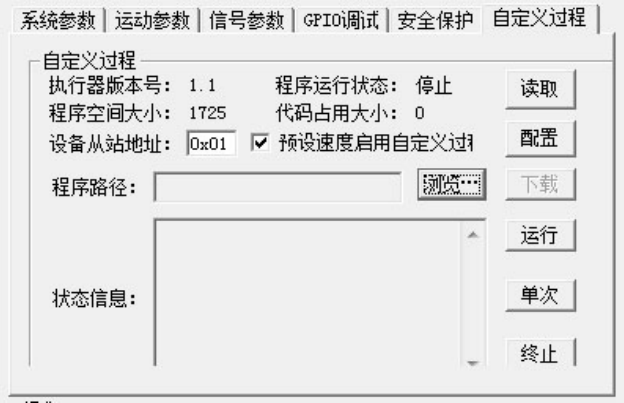 系统参数 运动参数 信号参数 GPIO调试 安全保护 自定义过程
自定义过程
执行器版本号： 1.1 程序运行状态： 停止 读取
程序空间大小： 1725 代码占用大小： 0
设备从站地址： 0x01 预设速度启用自定义过 配置
程序路径： 浏览… 下载
运行
状态信息： 单次
终止